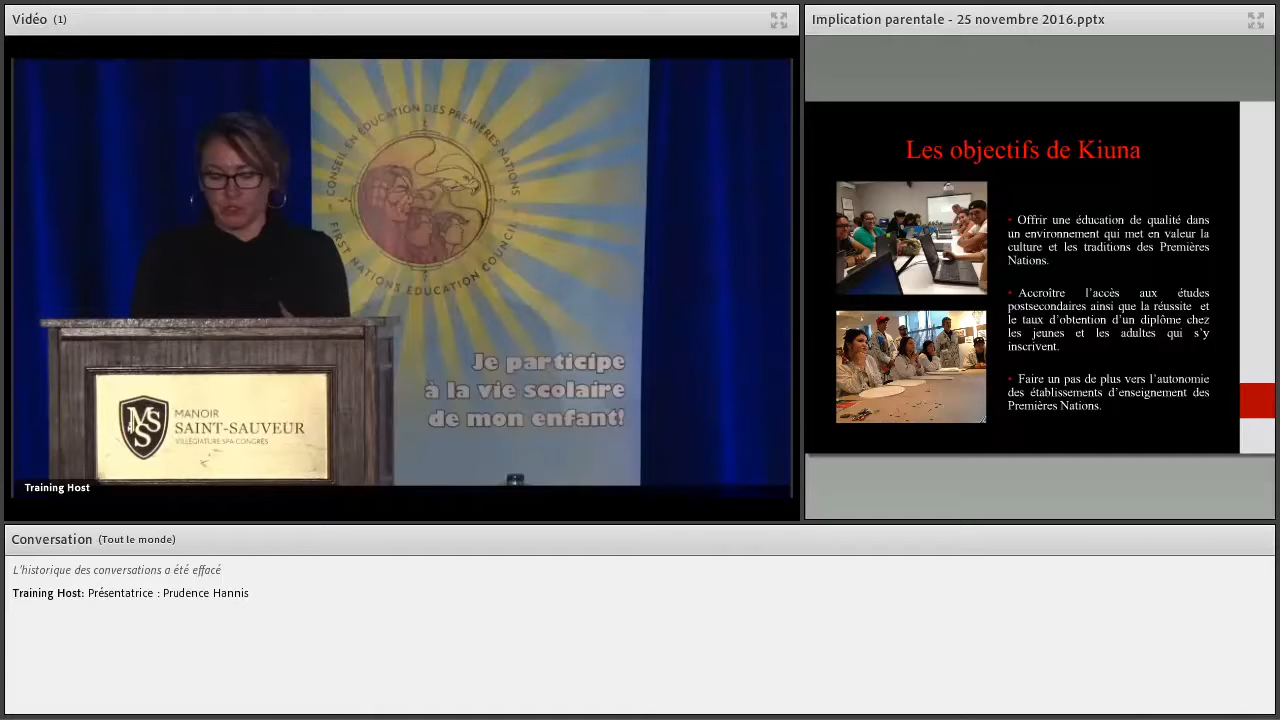 Vidéo (1)
CONSEIL EN ÉDUCATION DES PREMIÈRES NATIONS
FIRST NATIONS EDUCATION COUNCIL
Je participe
à la vie scolaire
de mon enfant!
MSS
MANOIR
SAINT-SAUVEUR
VILLÉGIATURE SPA CONGRÈS
Training Host
Implication parentale - 25 novembre 2016.pptx
Les objectifs de Kiuna
• Offrir une éducation de qualité dans
un environnement qui met en valeur la
culture et les traditions des Premières
Nations.
• Accroître l’accès aux études
postsecondaires ainsi que la réussite et
le taux d’obtention d’un diplôme chez
les jeunes et les adultes qui s’y
inscrivent.
• Faire un pas de plus vers l’autonomie
des établissements d’enseignement des
Premières Nations.
Conversation (Tout le monde)
L’historique des conversations a été effacé
Training Host: Présentatrice : Prudence Hannis